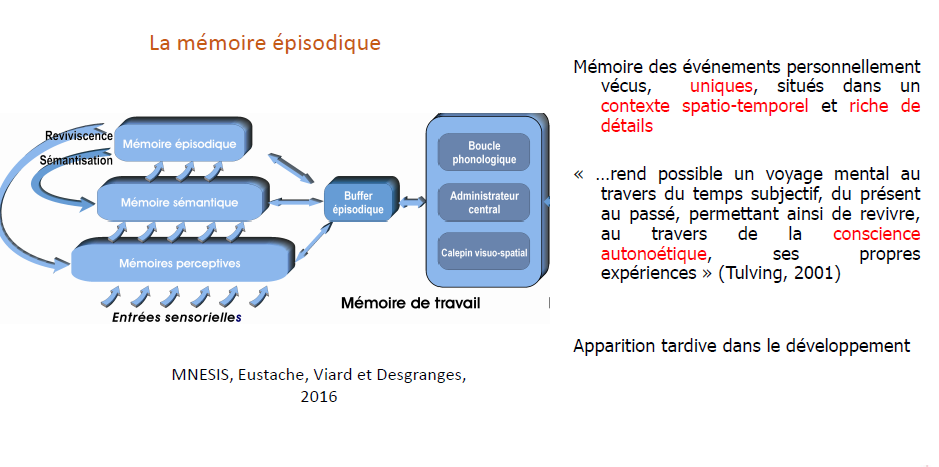 La mémoire épisodique
Reviviscence
Sémantisation
Mémoire épisodique
Mémoire sémantique
Mémoires perceptives
Entrées sensorielles
Buffer
épisodique
Boucle
phonologique
Administrateur
central
Calepin visuo-spatial
Mémoire de travail
MNESIS, Eustache, Viard et Desgranges,
2016
Mémoire des événements personnellement
vécus, uniques, situés dans un
contexte spatio-temporel et riche de
détails
« …rend possible un voyage mental au
travers du temps subjectif, du présent
au passé, permettant ainsi de revivre,
au travers de la conscience
autonoétique, ses propres
expériences » (Tulving, 2001)
Apparition tardive dans le développement